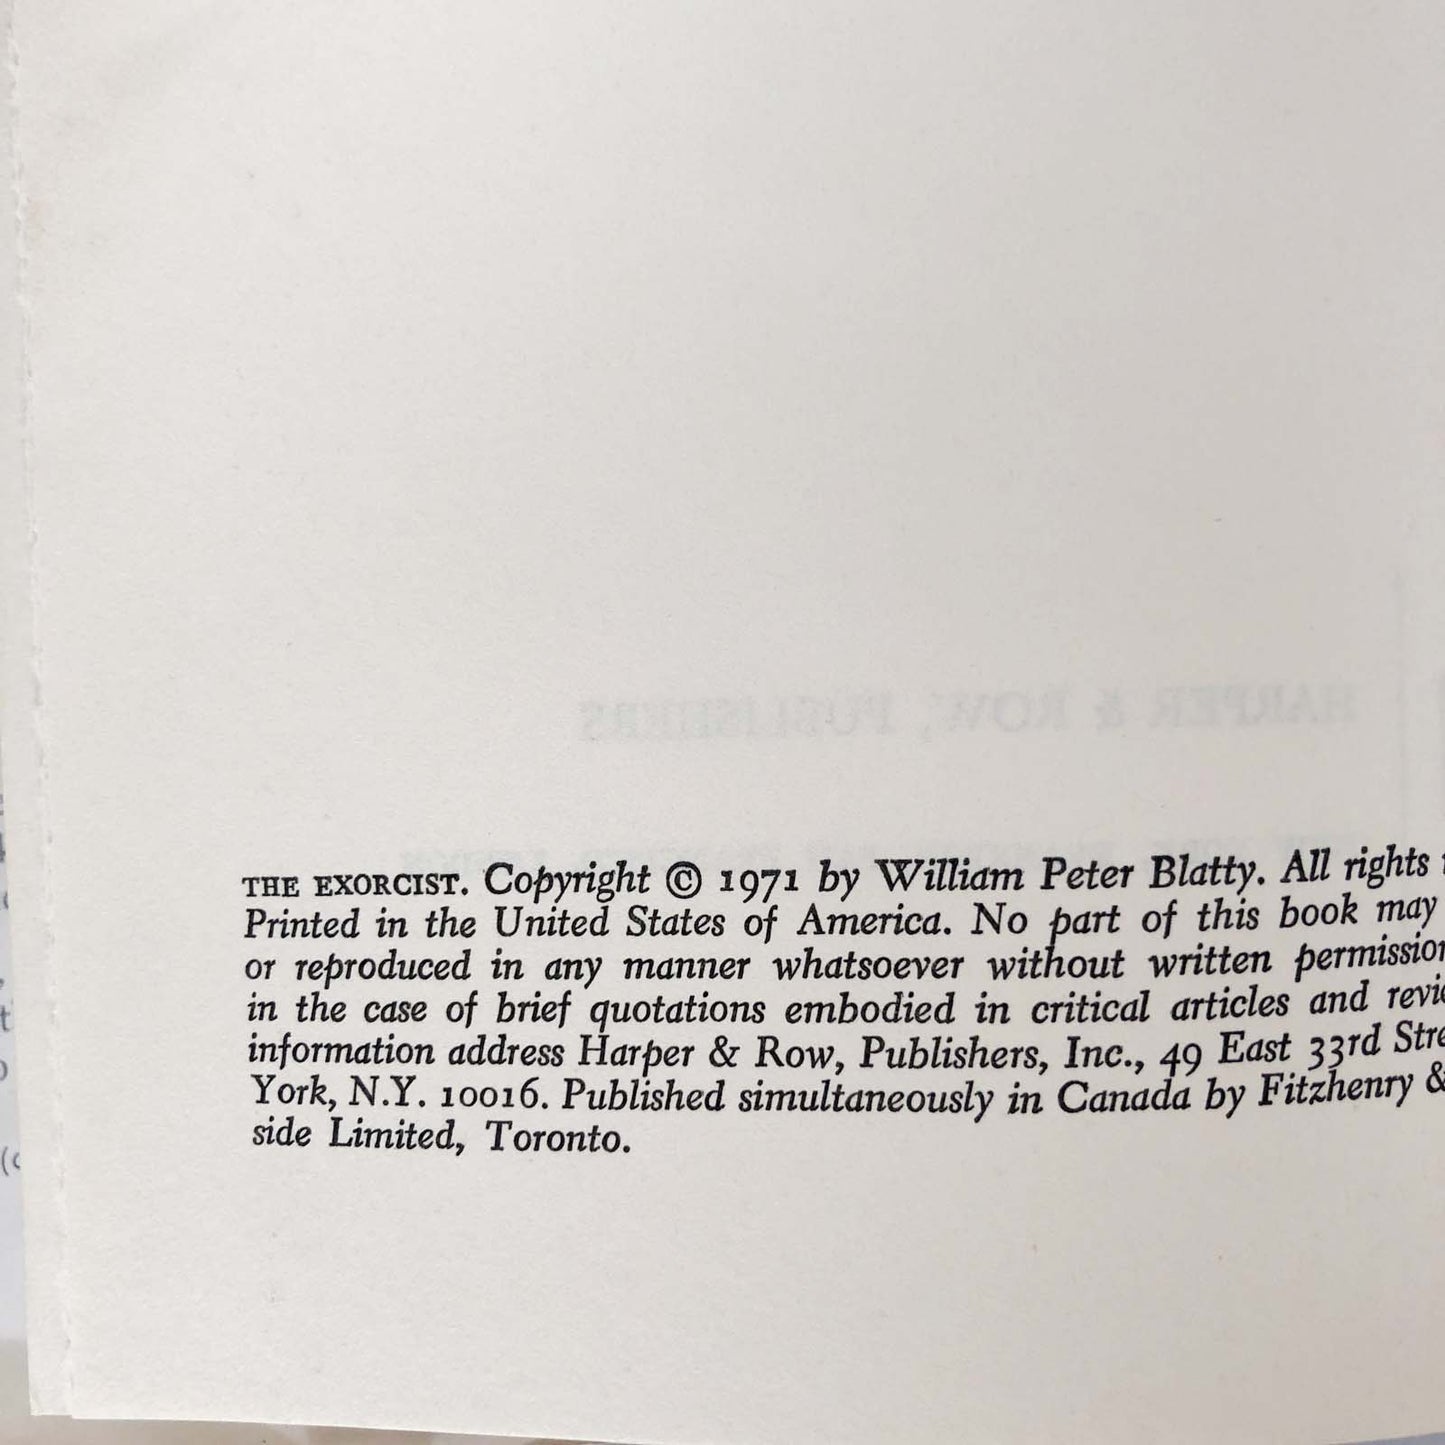 THE EXORCIST. Copyright © 1971 by William Peter Blatty. All rights
Printed in the United States of America. No part of this book may
or reproduced in any manner whatsoever without written permission
in the case of brief quotations embodied in critical articles and
information address Harper & Row, Publishers, Inc., 49 East 33rd
York, N.Y. 10016. Published simultaneously in Canada by Fitzhenry &
side Limited, Toronto.